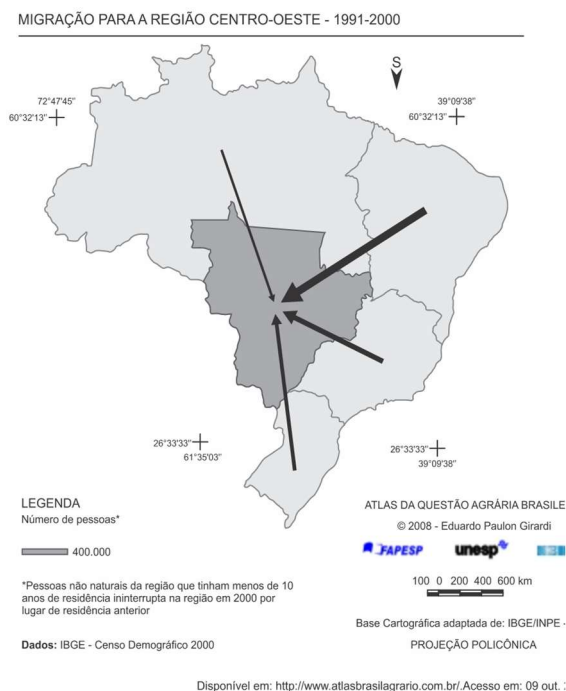 MIGRAÇÃO PARA A REGIÃO CENTRO-OESTE - 1991-2000
S
72°47'45"
60°32'13"
39°09'38"
60°32'13"
26°33'33"
61°35'03"
26°33'33"
39°09'38"
LEGENDA
Número de pessoas*
400.000
*Pessoas não naturais da região que tinham menos de 10
anos de residência ininterrupta na região em 2000 por
lugar de residência anterior
Dados: IBGE - Censo Demográfico 2000
ATLAS DA QUESTÃO AGRÁRIA BRASILE
© 2008 - Eduardo Paulon Girardi
FAPESP unesp
100 0 200 400 600 km
Base Cartográfica adaptada de: IBGE/INPE -
PROJEÇÃO POLICÔNICA
Disponível em: http://www.atlasbrasilagrario.com.br/.Acesso em: 09 out.